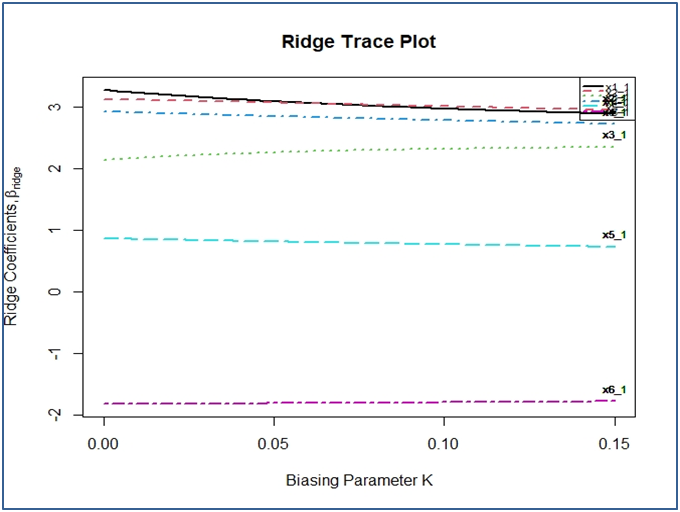 Ridge Trace Plot
Ridge Coefficients, βridge
3
2
1
0
-1
-2
x1_1
x3_1
x5_1
x6_1
0.00
0.05
0.10
0.15
Biasing Parameter K